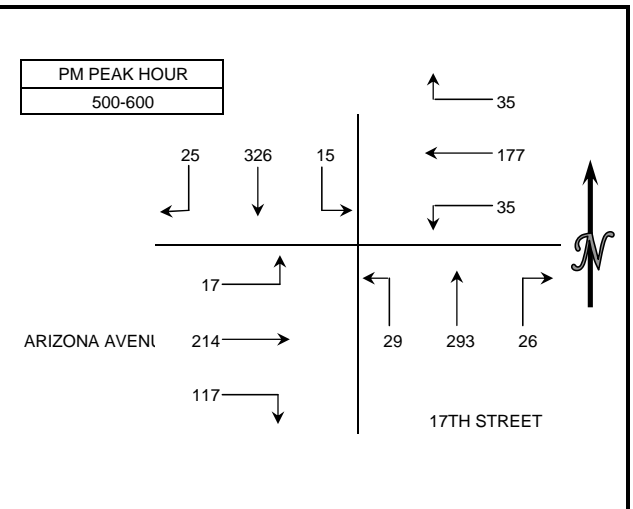 PM PEAK HOUR
500-600
35
25 326 15
177
35
17
N
ARIZONA AVENU
214
29 293 26
117
17TH STREET